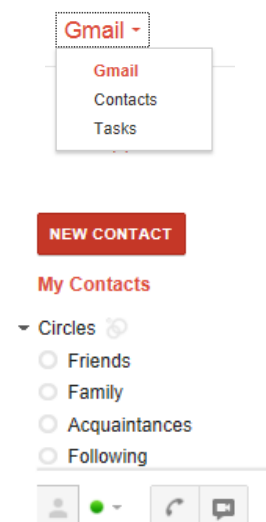 Gmail
Gmail
Contacts
Tasks
NEW CONTACT
My Contacts
Circles
Friends
Family
Acquaintances
Following